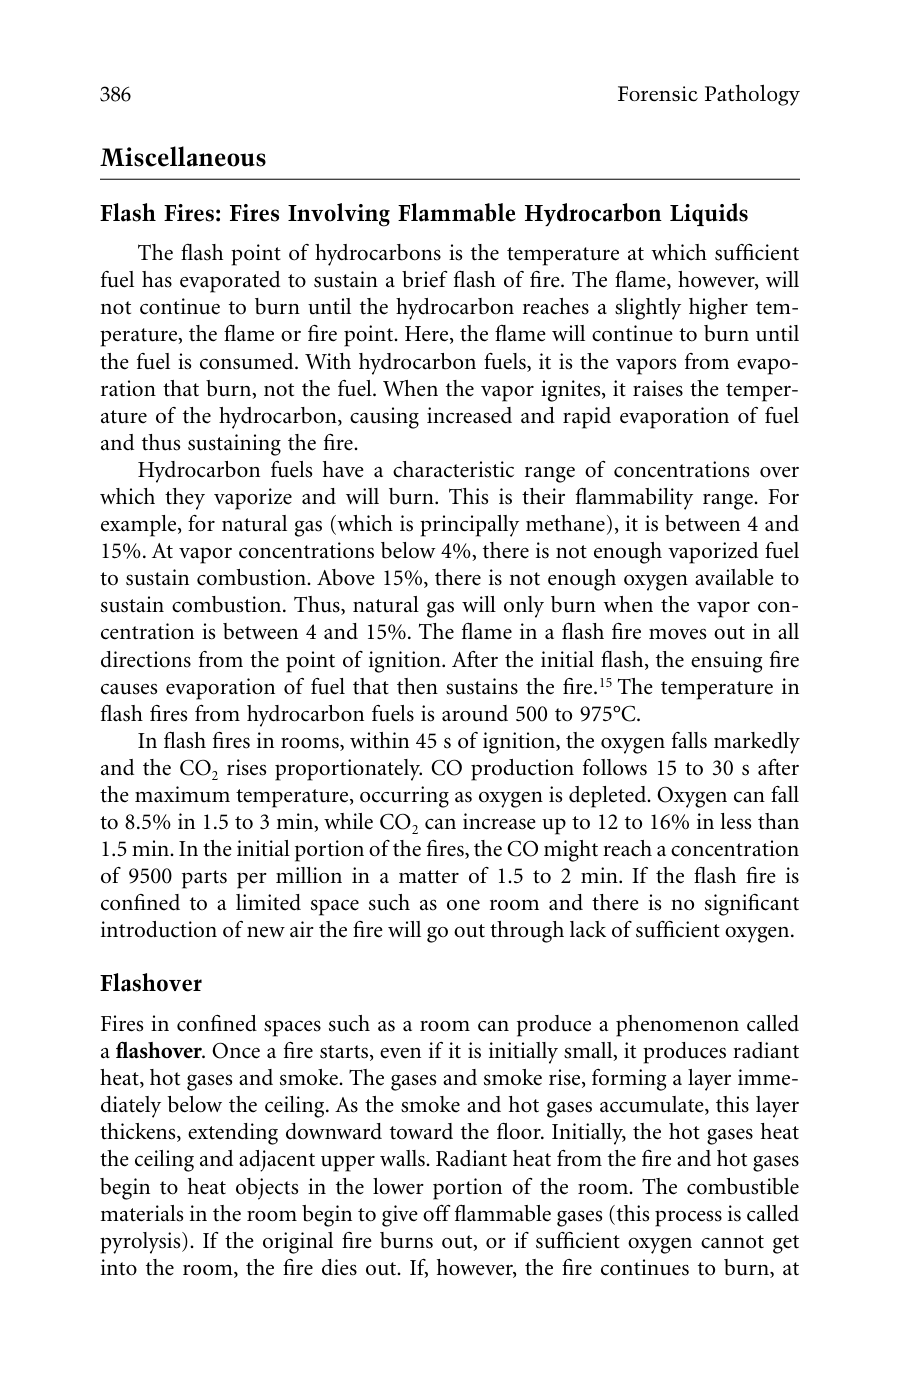 386
Forensic Pathology
Miscellaneous
Flash Fires: Fires Involving Flammable Hydrocarbon Liquids
The flash point of hydrocarbons is the temperature at which sufficient
fuel has evaporated to sustain a brief flash of fire. The flame, however, will
not continue to burn until the hydrocarbon reaches a slightly higher tem-
perature, the flame or fire point. Here, the flame will continue to burn until
the fuel is consumed. With hydrocarbon fuels, it is the vapors from evapo-
ration that burn, not the fuel. When the vapor ignites, it raises the temper-
ature of the hydrocarbon, causing increased and rapid evaporation of fuel
and thus sustaining the fire.
Hydrocarbon fuels have a characteristic range of concentrations over
which they vaporize and will burn. This is their flammability range. For
example, for natural gas (which is principally methane), it is between 4 and
15%. At vapor concentrations below 4%, there is not enough vaporized fuel
to sustain combustion. Above 15%, there is not enough oxygen available to
sustain combustion. Thus, natural gas will only burn when the vapor con-
centration is between 4 and 15%. The flame in a flash fire moves out in all
directions from the point of ignition. After the initial flash, the ensuing fire
causes evaporation of fuel that then sustains the fire.¹⁵ The temperature in
flash fires from hydrocarbon fuels is around 500 to 975°C.
In flash fires in rooms, within 45 s of ignition, the oxygen falls markedly
and the CO₂ rises proportionately. CO production follows 15 to 30 s after
the maximum temperature, occurring as oxygen is depleted. Oxygen can fall
to 8.5% in 1.5 to 3 min, while CO₂ can increase up to 12 to 16% in less than
1.5 min. In the initial portion of the fires, the CO might reach a concentration
of 9500 parts per million in a matter of 1.5 to 2 min. If the flash fire is
confined to a limited space such as one room and there is no significant
introduction of new air the fire will go out through lack of sufficient oxygen.
Flashover
Fires in confined spaces such as a room can produce a phenomenon called
a flashover. Once a fire starts, even if it is initially small, it produces radiant
heat, hot gases and smoke. The gases and smoke rise, forming a layer imme-
diately below the ceiling. As the smoke and hot gases accumulate, this layer
thickens, extending downward toward the floor. Initially, the hot gases heat
the ceiling and adjacent upper walls. Radiant heat from the fire and hot gases
begin to heat objects in the lower portion of the room. The combustible
materials in the room begin to give off flammable gases (this process is called
pyrolysis). If the original fire burns out, or if sufficient oxygen cannot get
into the room, the fire dies out. If, however, the fire continues to burn, at